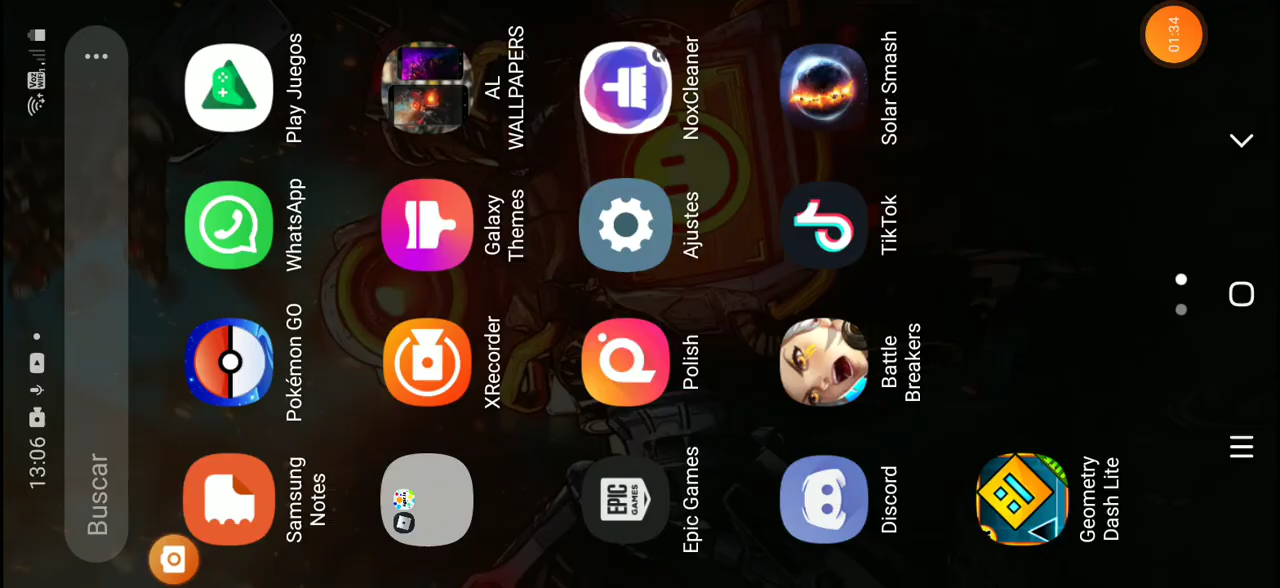 13:06
Buscar
Samsung
Notes
Pokémon GO
WhatsApp
Play Juegos
XRecorder
Galaxy
Themes
AL
WALLPAPERS
EPIC
GAMES
Epic Games
Polish
Ajustes
NoxCleaner
Discord
Battle
Breakers
TikTok
Solar Smash
Geometry
Dash Lite
01:34